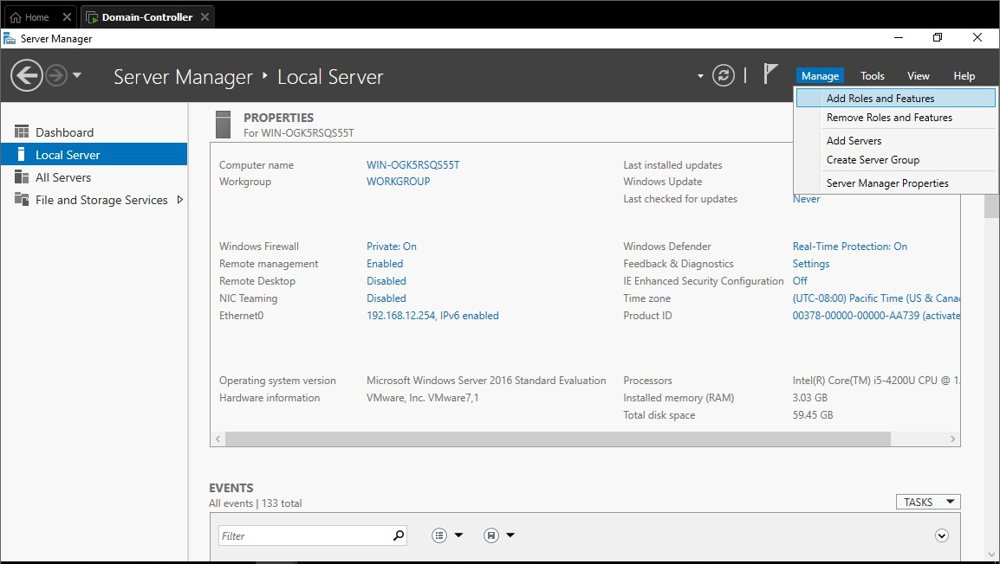 Home
Domain-Controller
Server Manager
Server Manager Local Server
Manage Tools View Help
Add Roles and Features
Remove Roles and Features
Add Servers
Create Server Group
Server Manager Properties
Dashboard
Local Server
All Servers
File and Storage Services
PROPERTIES
For WIN-OGK5RSQS55T
Computer name WIN-OGK5RSQS55T Last installed updates
Workgroup WORKGROUP Windows Update
Last checked for updates Never
Windows Firewall Private: On Windows Defender Real-Time Protection: On
Remote management Enabled Feedback & Diagnostics Settings
Remote Desktop Disabled IE Enhanced Security Configuration Off
NIC Teaming Disabled Time zone (UTC-08:00) Pacific Time (US & Cana
Ethernet0 192.168.12.254, IPv6 enabled Product ID 00378-00000-00000-AA739 (activate
Operating system version Microsoft Windows Server 2016 Standard Evaluation Processors Intel(R) Core(TM) i5-4200U CPU @ 1.
Hardware information VMware, Inc. VMware7,1 Installed memory (RAM) 3.03 GB
Total disk space 59.45 GB
EVENTS
All events | 133 total
TASKS
Filter